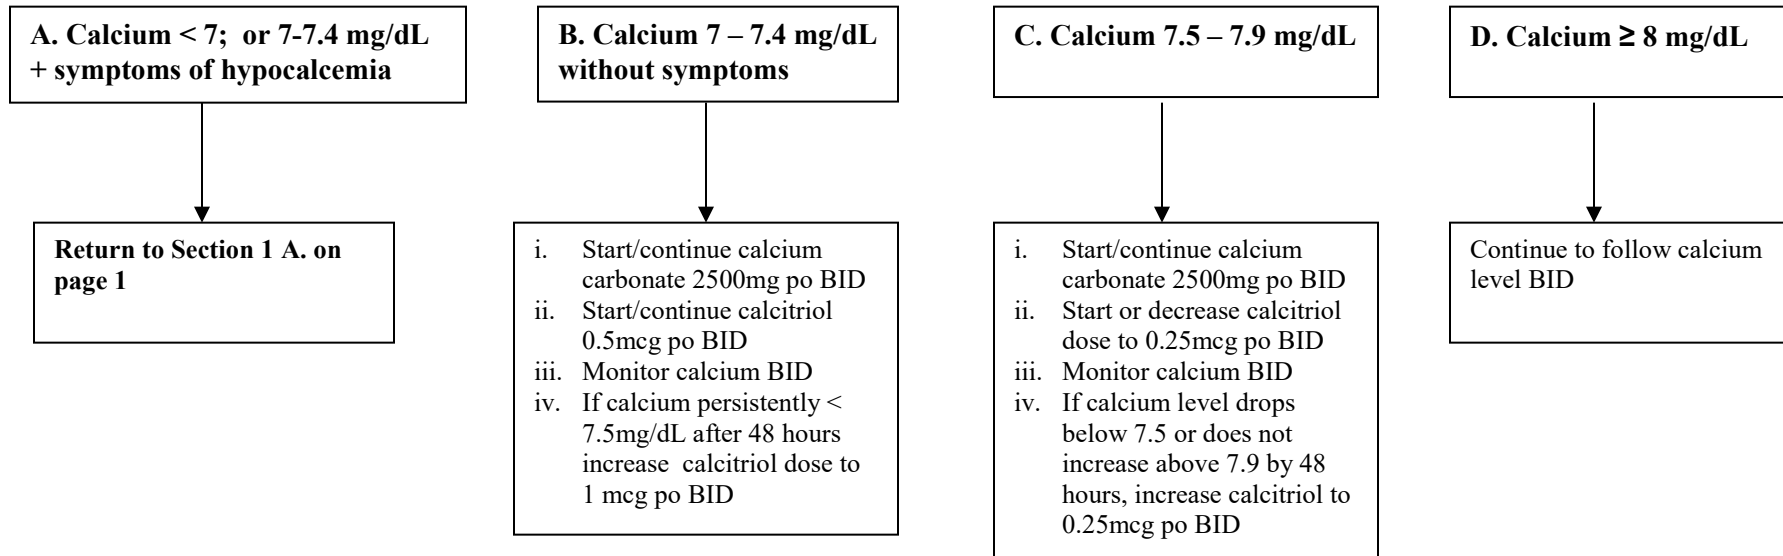 A. Calcium < 7;  or 7-7.4 mg/dL
+ symptoms of hypocalcemia
Return to Section 1 A. on
page 1
B. Calcium 7 – 7.4 mg/dL
without symptoms
i. Start/continue calcium
carbonate 2500mg po BID
ii. Start/continue calcitriol
0.5mcg po BID
iii. Monitor calcium BID
iv. If calcium persistently <
7.5mg/dL after 48 hours
increase  calcitriol dose to
1 mcg po BID
C. Calcium 7.5 – 7.9 mg/dL
i. Start/continue calcium
carbonate 2500mg po BID
ii. Start or decrease calcitriol
dose to 0.25mcg po BID
iii. Monitor calcium BID
iv. If calcium level drops
below 7.5 or does not
increase above 7.9 by 48
hours, increase calcitriol to
0.25mcg po BID
D. Calcium ≥ 8 mg/dL
Continue to follow calcium
level BID